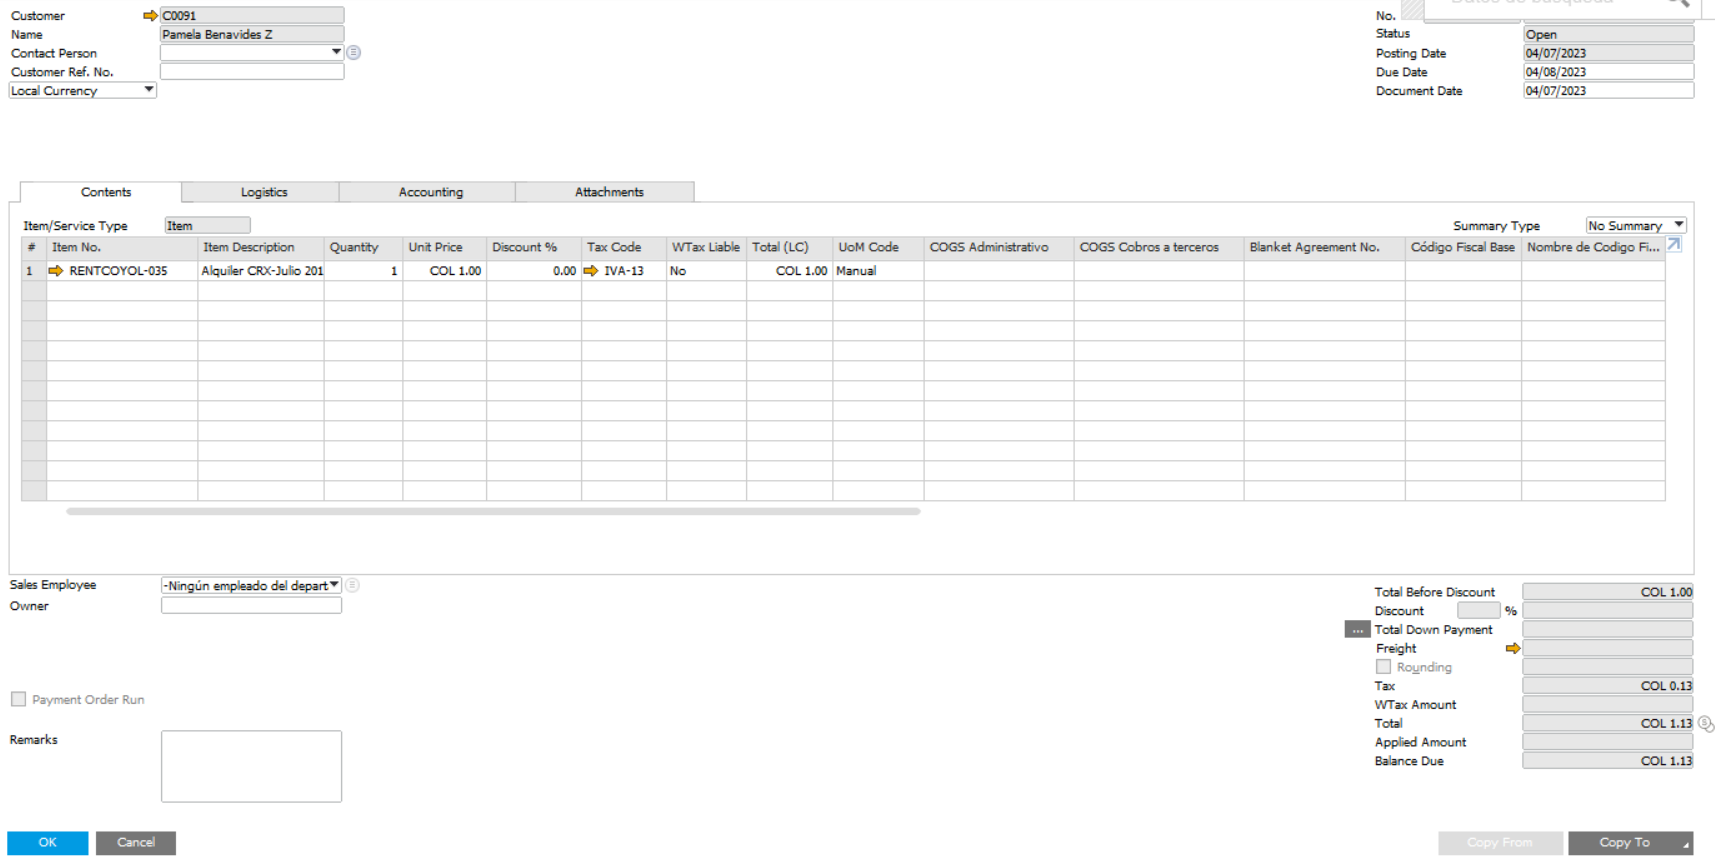 Customer C0091
Name Pamela Benavides Z
Contact Person
Customer Ref. No.
Local Currency
Datos de búsqueda
No.
Status Open
Posting Date 04/07/2023
Due Date 04/08/2023
Document Date 04/07/2023
Contents Logistics Accounting Attachments
Item/Service Type Item
Summary Type No Summary
# Item No. Item Description Quantity Unit Price Discount % Tax Code WTax Liable Total (LC) UoM Code COGS Administrativo COGS Cobros a terceros Blanket Agreement No. Código Fiscal Base Nombre de Codigo Fi...
1 RENTCOYOL-035 Alquiler CRX-Julio 201 1 COL 1.00 0.00 IVA-13 No COL 1.00 Manual
Sales Employee -Ningún empleado del depart
Owner
Total Before Discount COL 1.00
Discount %
... Total Down Payment
Freight
Rounding
Tax COL 0.13
WTax Amount
Total COL 1.13
Applied Amount
Balance Due COL 1.13
Payment Order Run
Remarks
OK Cancel
Copy From Copy To